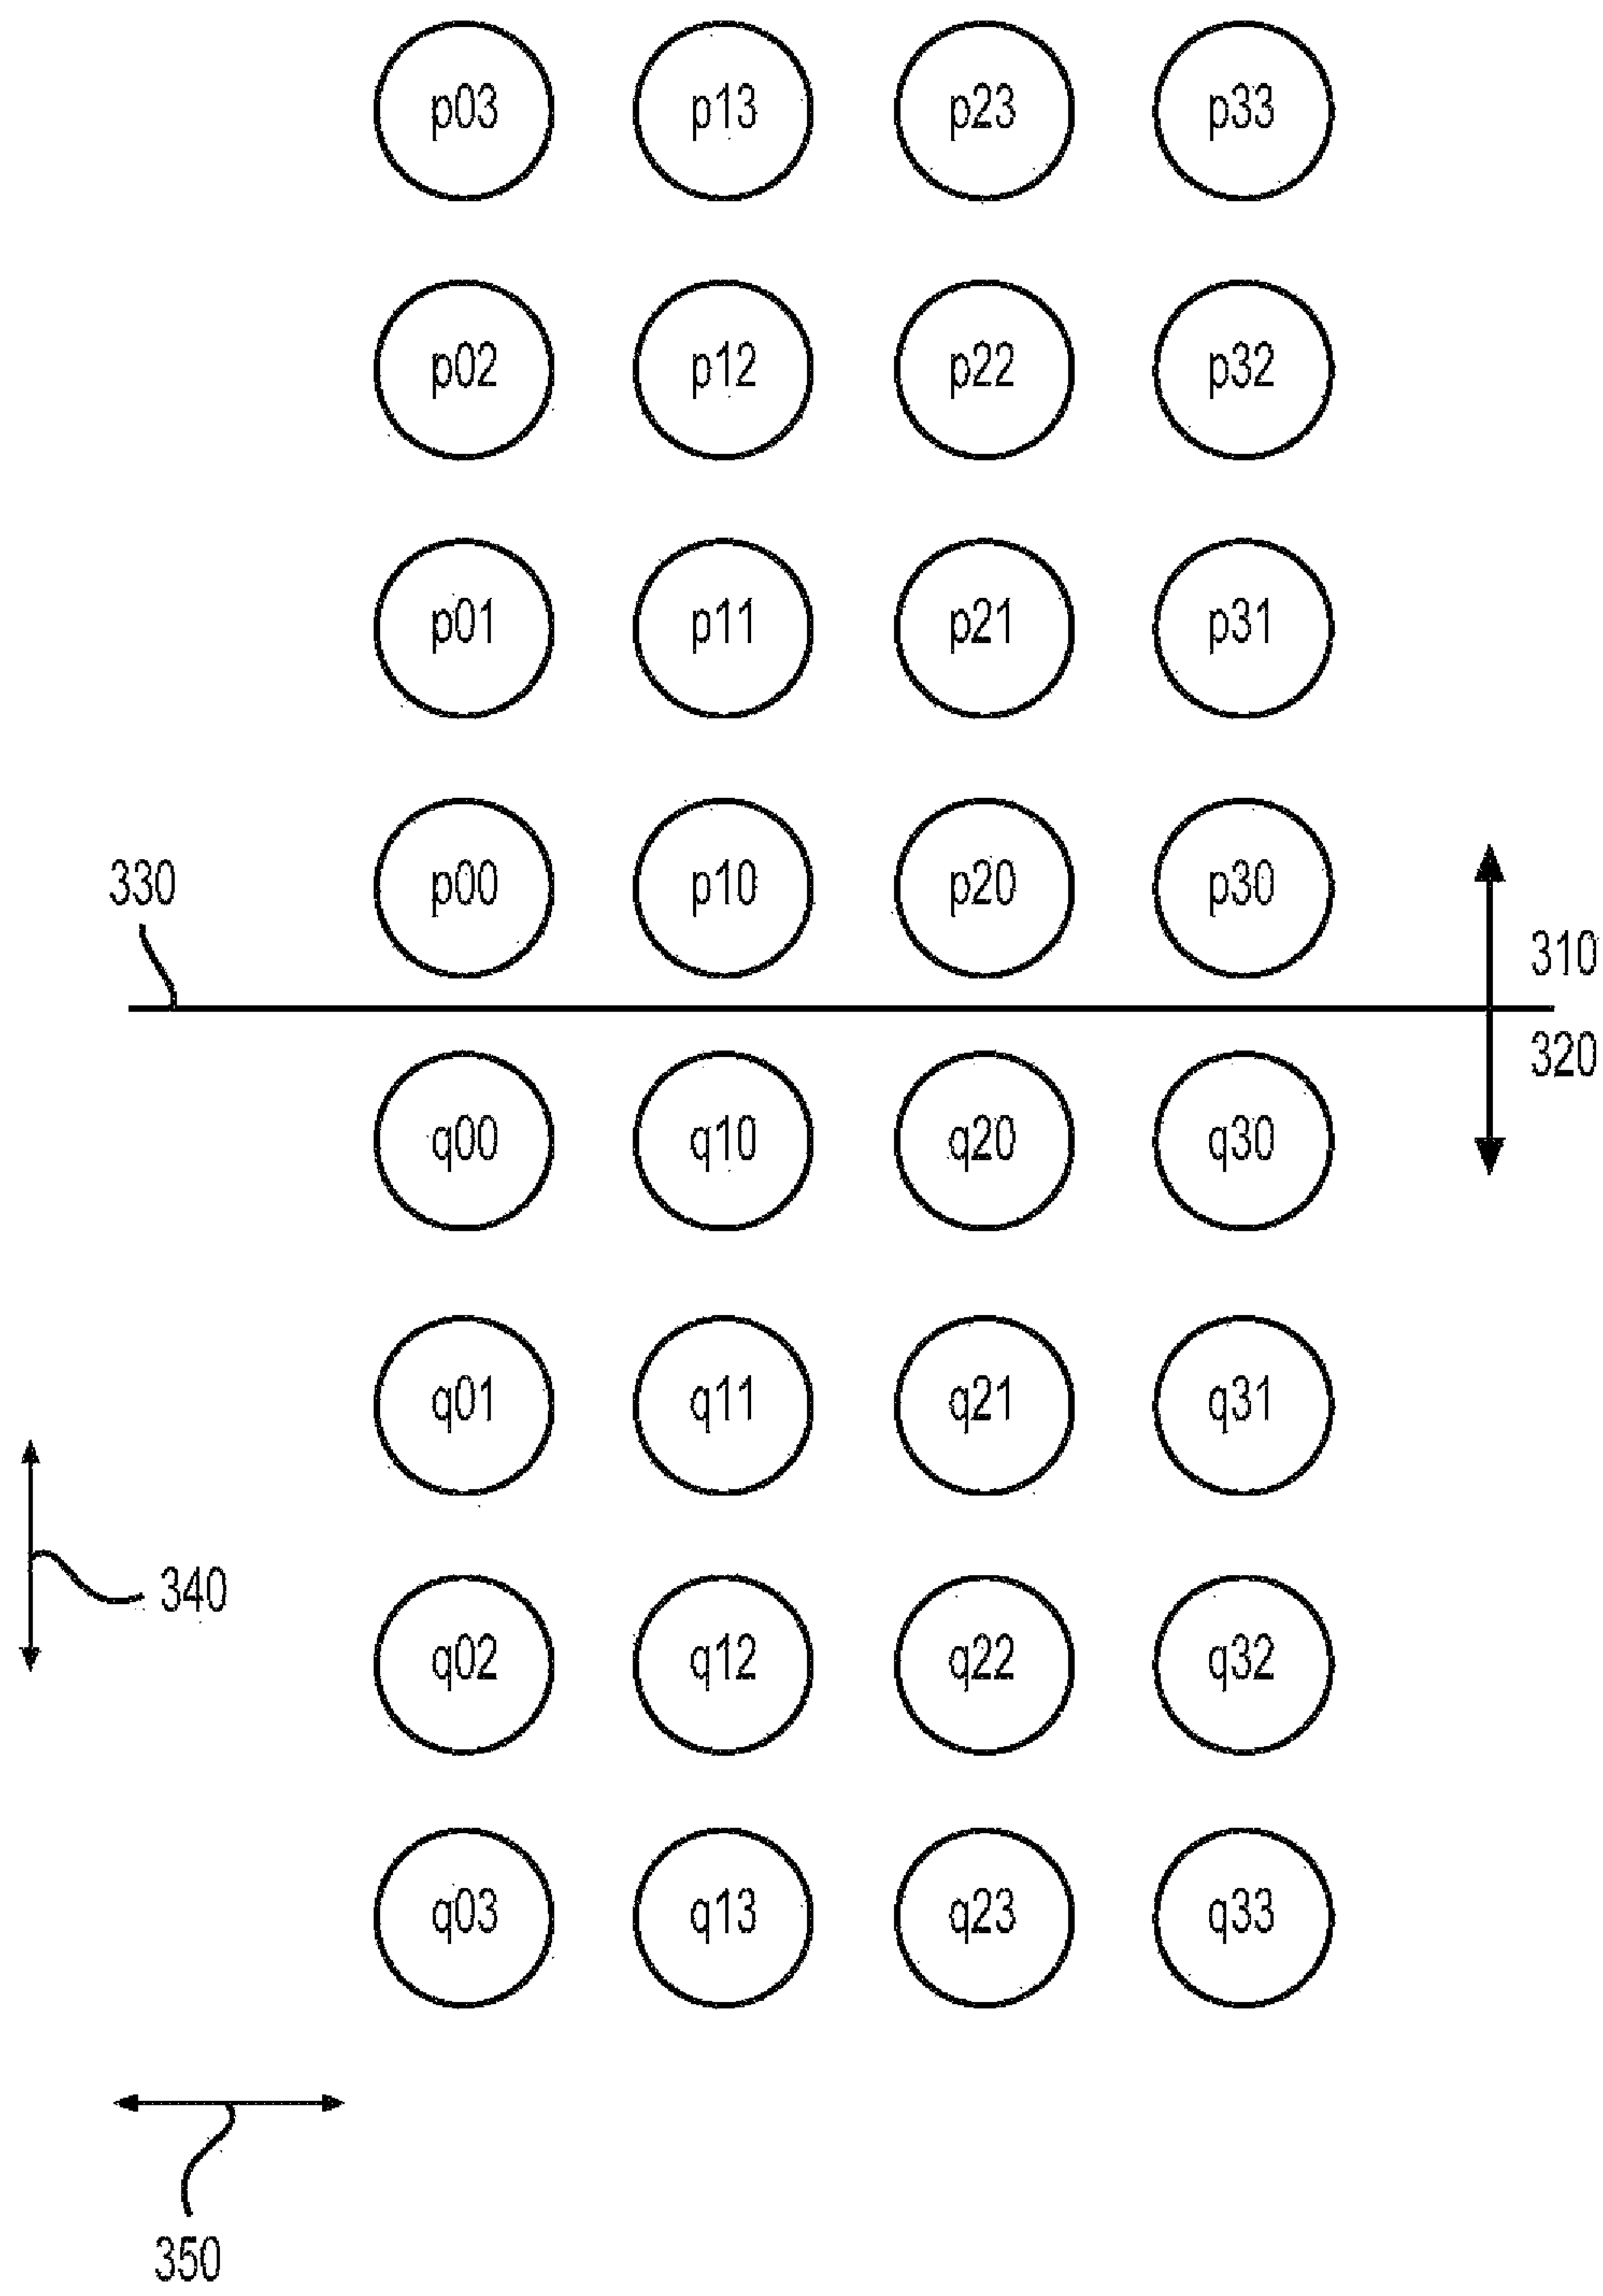 p03 p13 p23 p33
p02 p12 p22 p32
p01 p11 p21 p31
330 p00 p10 p20 p30
310
320
q00 q10 q20 q30
q01 q11 q21 q31
340
q02 q12 q22 q32
q03 q13 q23 q33
350